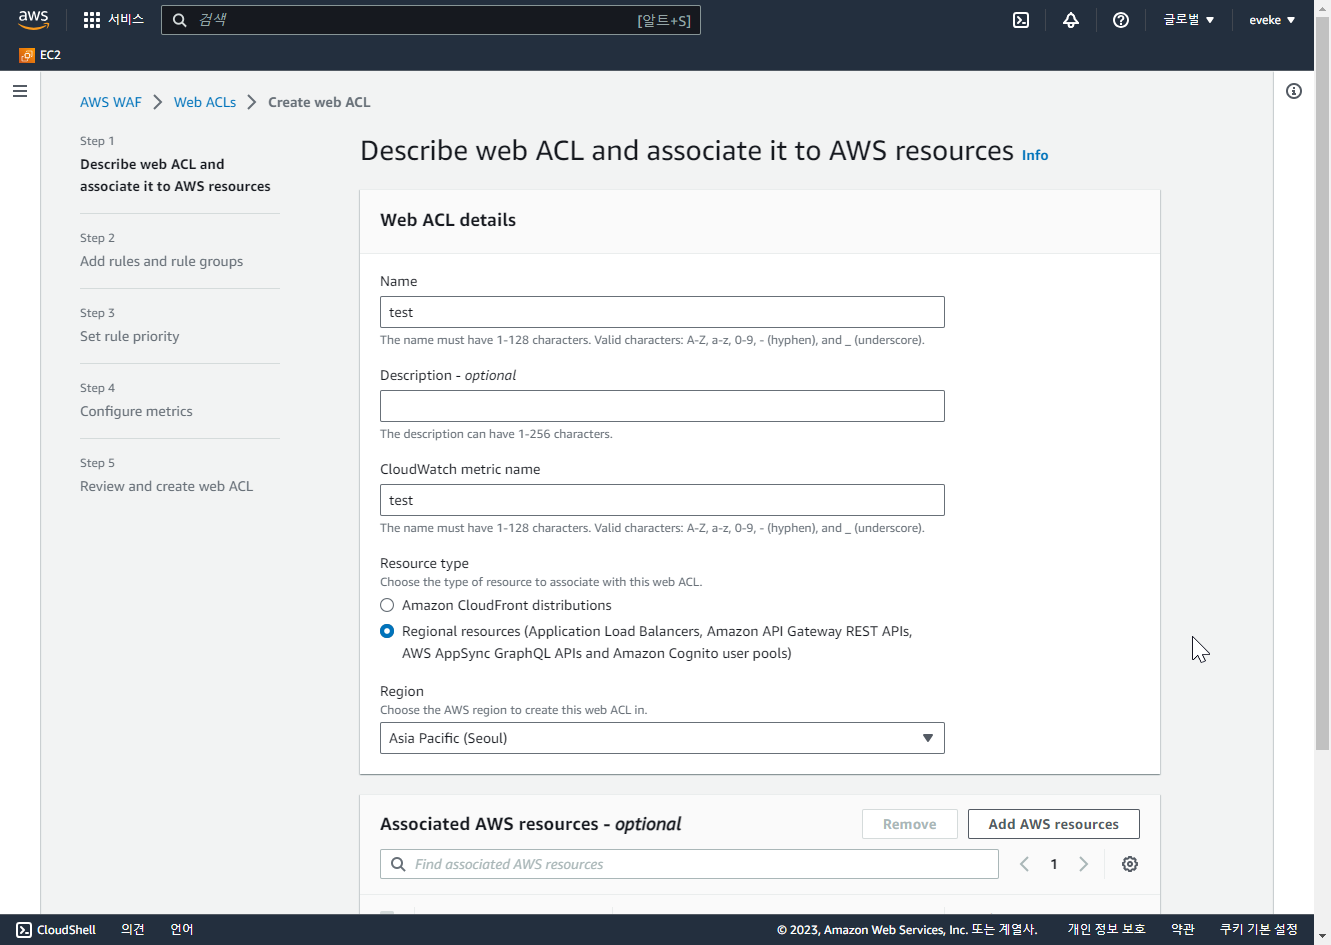 aws
서비스
검색
[알트+S]
글로벌
eveke
EC2
AWS WAF
Web ACLs
Create web ACL
Step 1
Describe web ACL and
associate it to AWS resources
Step 2
Add rules and rule groups
Step 3
Set rule priority
Step 4
Configure metrics
Step 5
Review and create web ACL
Describe web ACL and associate it to AWS resources Info
Web ACL details
Name
test
The name must have 1-128 characters. Valid characters: A-Z, a-z, 0-9, - (hyphen), and _ (underscore).
Description - optional
The description can have 1-256 characters.
CloudWatch metric name
test
The name must have 1-128 characters. Valid characters: A-Z, a-z, 0-9, - (hyphen), and _ (underscore).
Resource type
Choose the type of resource to associate with this web ACL.
Amazon CloudFront distributions
Regional resources (Application Load Balancers, Amazon API Gateway REST APIs,
AWS AppSync GraphQL APIs and Amazon Cognito user pools)
Region
Choose the AWS region to create this web ACL in.
Asia Pacific (Seoul)
Associated AWS resources - optional
Remove
Add AWS resources
Find associated AWS resources
1
CloudShell
의견
언어
© 2023, Amazon Web Services, Inc. 또는 계열사.
개인 정보 보호
약관
쿠키 기본 설정